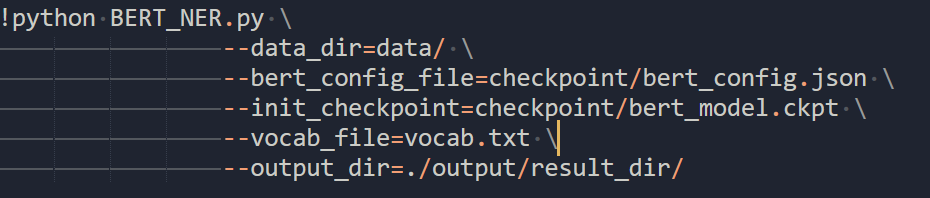 !python BERT_NER.py \
--data_dir=data/ \
--bert_config_file=checkpoint/bert_config.json \
--init_checkpoint=checkpoint/bert_model.ckpt \
--vocab_file=vocab.txt \
--output_dir=./output/result_dir/